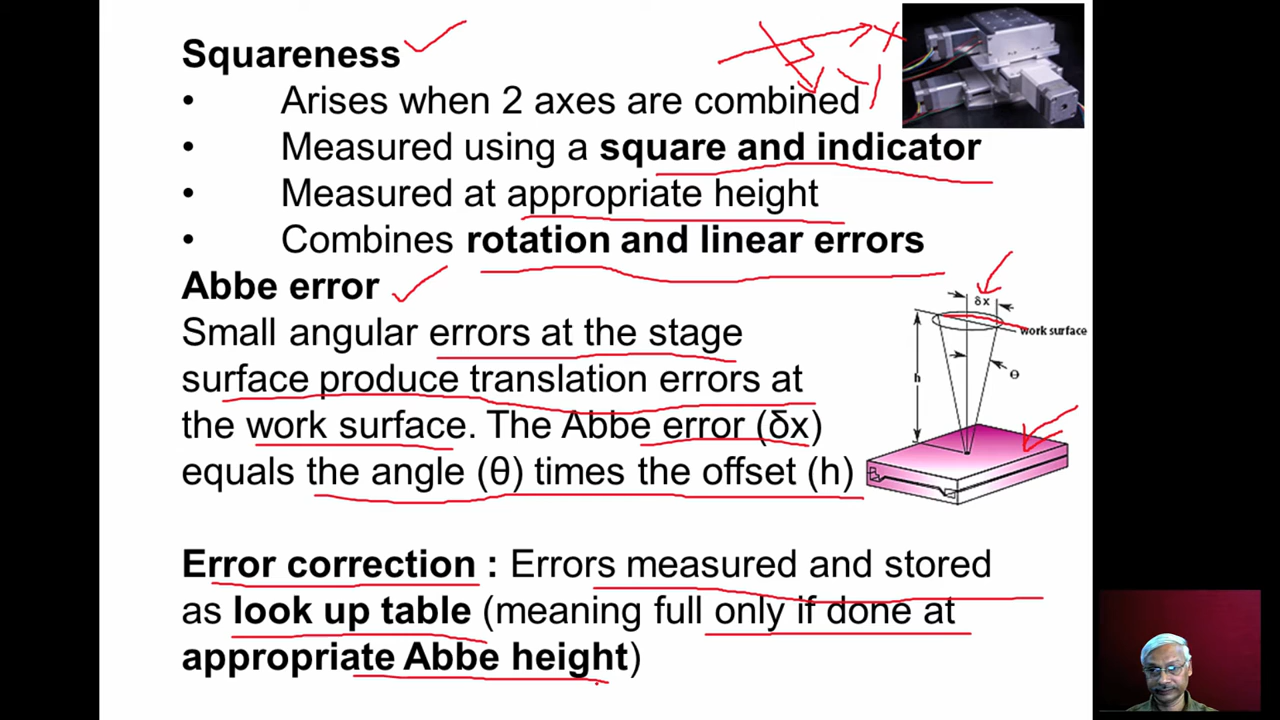 Squareness
• Arises when 2 axes are combined
• Measured using a square and indicator
• Measured at appropriate height
• Combines rotation and linear errors
Abbe error
Small angular errors at the stage
surface produce translation errors at
the work surface. The Abbe error (δx)
equals the angle (θ) times the offset (h)
Error correction : Errors measured and stored
as look up table (meaning full only if done at
appropriate Abbe height)
X
Y
δx
work surface
Θ
h